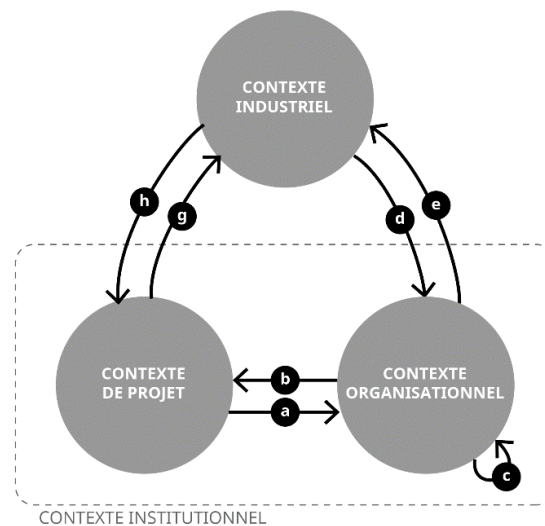 CONTEXTE
INDUSTRIEL
h
g
d
e
CONTEXTE
DE PROJET
b
a
CONTEXTE
ORGANISATIONNEL
c
CONTEXTE INSTITUTIONNEL